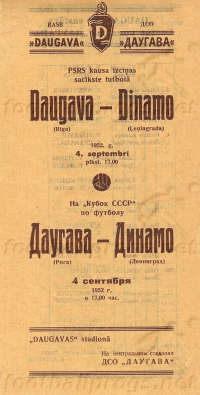 BASB
ДСО
„DAUGAVA“
D
„ДАУГАВА“
PSRS kausa izcīņas
sacīkste futbolā
Daugava – Dinamo
(Rīga)
(Ļeņingrada)
1952. g.
4. septembrī
plkst. 17.00
На „Кубок СССР“
по футболу
Даугава – Динамо
(Рига)
(Ленинград)
4 сентября
1952 г.
в 17.00 час.
„DAUGAVAS“ stadionā
На центральном стадионе
ДСО „ДАУГАВА“